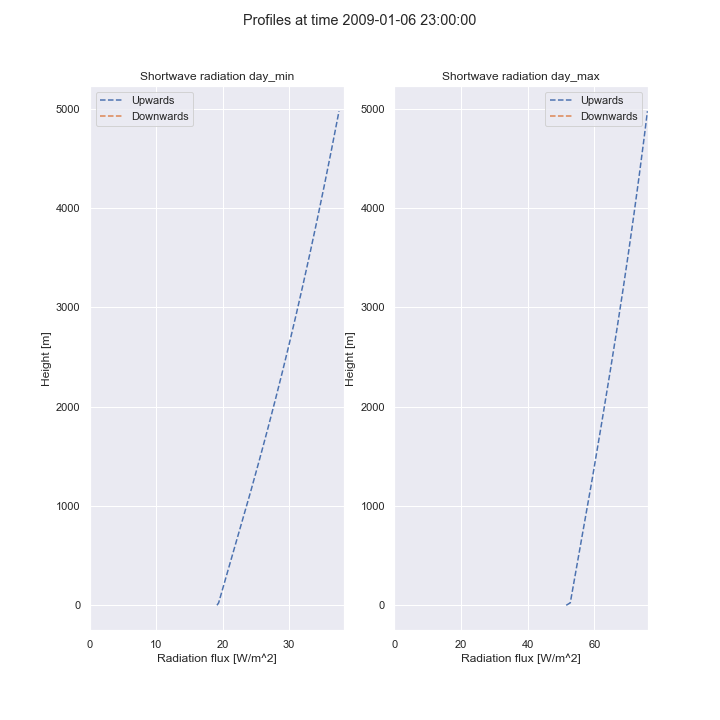 Profiles at time 2009-01-06 23:00:00
Shortwave radiation day_min
Upwards
Downwards
5000
4000
3000
2000
1000
0
Height [m]
0 10 20 30
Radiation flux [W/m^2]
Shortwave radiation day_max
Upwards
Downwards
5000
4000
3000
2000
1000
0
Height [m]
0 20 40 60
Radiation flux [W/m^2]